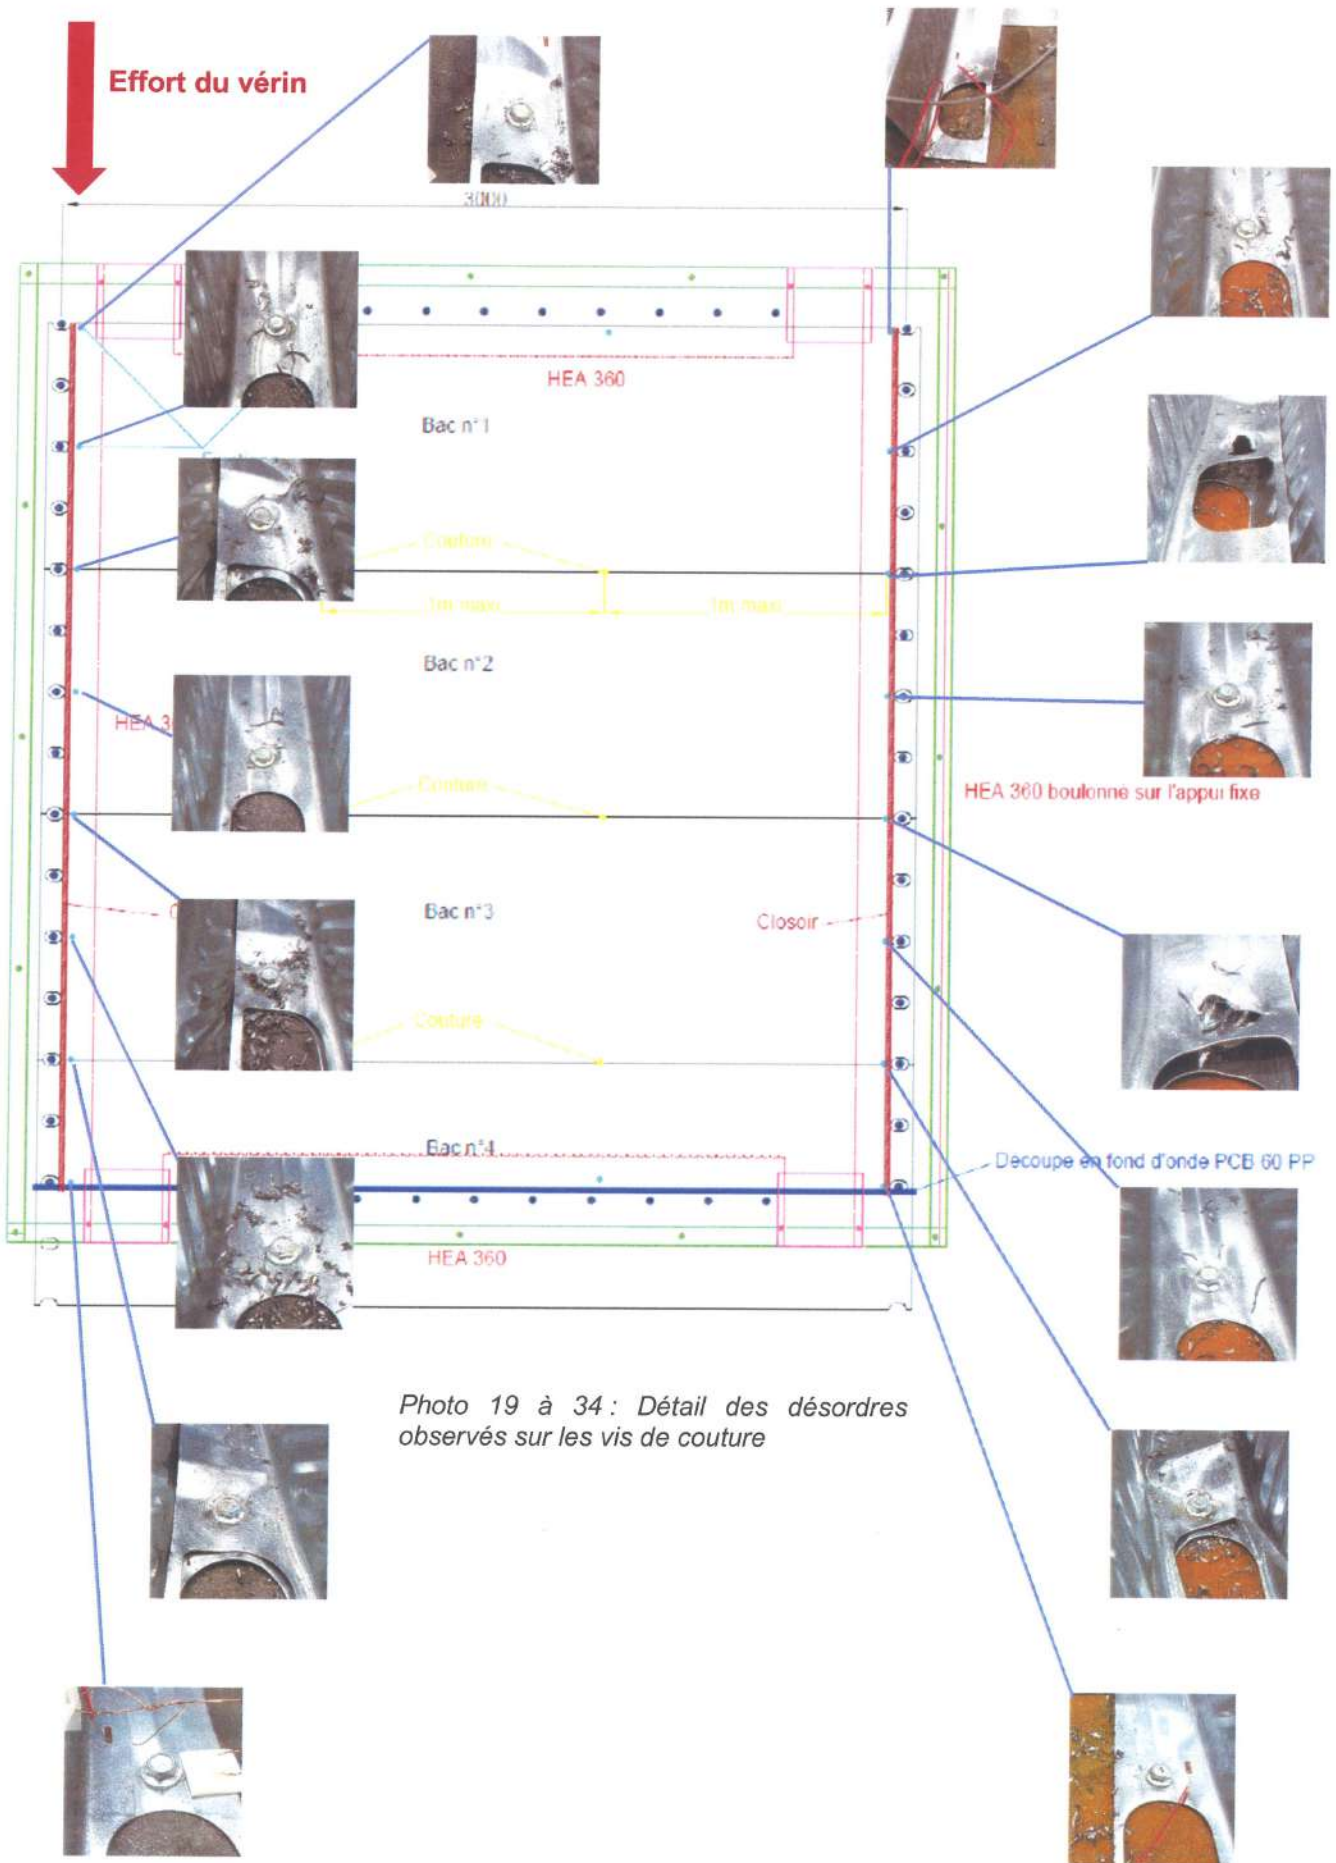 Effort du vérin
3000
HEA 360
Bac n°1
Couture
1m maxi
1m maxi
Bac n°2
HEA 3
Couture
HEA 360 boulonné sur l'appui fixe
Bac n°3
Closoir
Couture
Bac n°4
Découpe en fond d'onde PCB 60 PP
HEA 360
Photo 19 à 34 : Détail des désordres
observés sur les vis de couture